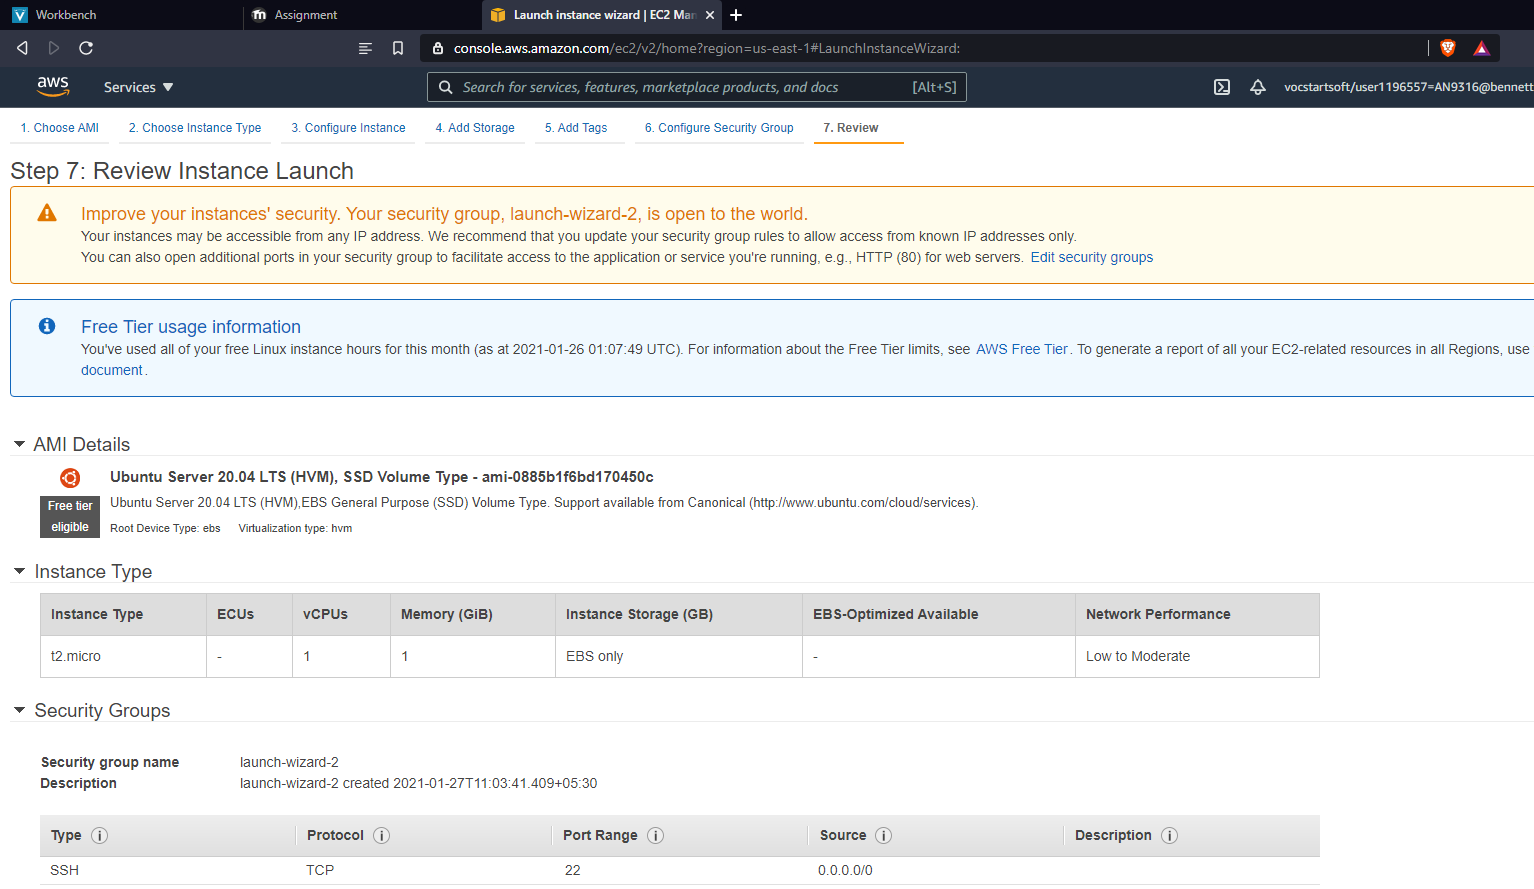 Workbench
Assignment
Launch instance wizard | EC2 Man
console.aws.amazon.com/ec2/v2/home?region=us-east-1#LaunchInstanceWizard:
aws
Services
Search for services, features, marketplace products, and docs
[Alt+S]
vocstartsoft/user1196557=AN9316@bennett
1. Choose AMI
2. Choose Instance Type
3. Configure Instance
4. Add Storage
5. Add Tags
6. Configure Security Group
7. Review
Step 7: Review Instance Launch
Improve your instances' security. Your security group, launch-wizard-2, is open to the world.
Your instances may be accessible from any IP address. We recommend that you update your security group rules to allow access from known IP addresses only.
You can also open additional ports in your security group to facilitate access to the application or service you're running, e.g., HTTP (80) for web servers. Edit security groups
Free Tier usage information
You've used all of your free Linux instance hours for this month (as at 2021-01-26 01:07:49 UTC). For information about the Free Tier limits, see AWS Free Tier. To generate a report of all your EC2-related resources in all Regions, use
document.
AMI Details
Ubuntu Server 20.04 LTS (HVM), SSD Volume Type - ami-0885b1f6bd170450c
Free tier
eligible
Ubuntu Server 20.04 LTS (HVM),EBS General Purpose (SSD) Volume Type. Support available from Canonical (http://www.ubuntu.com/cloud/services).
Root Device Type: ebs Virtualization type: hvm
Instance Type
Instance Type ECUs vCPUs Memory (GiB) Instance Storage (GB) EBS-Optimized Available Network Performance
t2.micro - 1 1 EBS only - Low to Moderate
Security Groups
Security group name launch-wizard-2
Description launch-wizard-2 created 2021-01-27T11:03:41.409+05:30
Type Protocol Port Range Source Description
SSH TCP 22 0.0.0.0/0